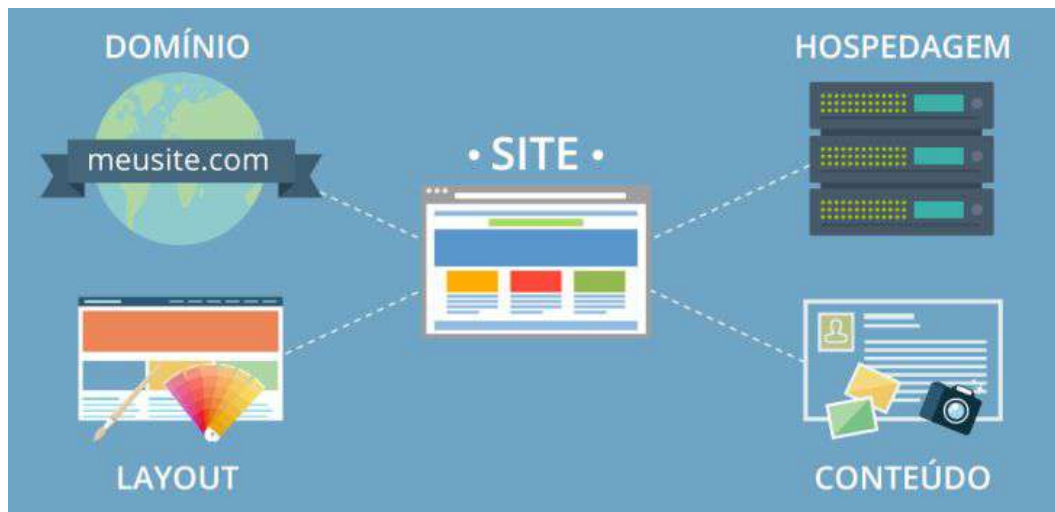 DOMÍNIO
meusite.com
HOSPEDAGEM
• SITE •
LAYOUT
CONTEÚDO